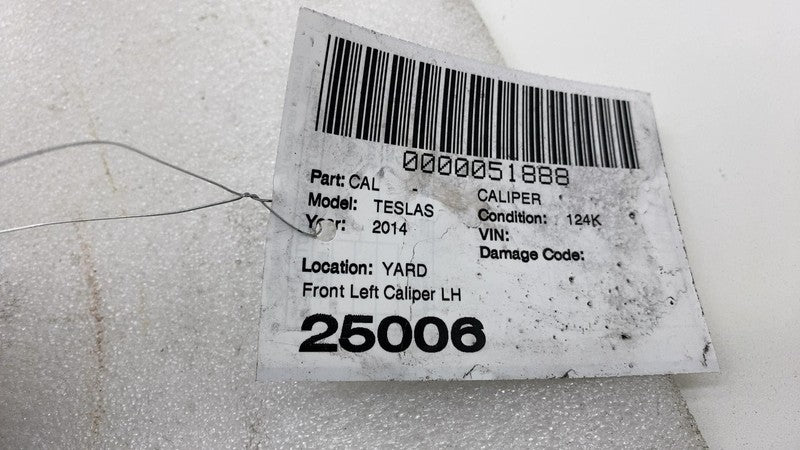 0000051888
Part: CAL - CALIPER
Model: TESLAS Condition: 124K
Year: 2014 VIN:
Damage Code:
Location: YARD
Front Left Caliper LH
25006